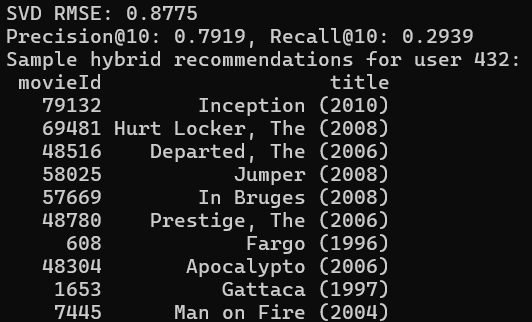 SVD RMSE: 0.8775
Precision@10: 0.7919, Recall@10: 0.2939
Sample hybrid recommendations for user 432:
movieId title
79132 Inception (2010)
69481 Hurt Locker, The (2008)
48516 Departed, The (2006)
58025 Jumper (2008)
57669 In Bruges (2008)
48780 Prestige, The (2006)
608 Fargo (1996)
48304 Apocalypto (2006)
1653 Gattaca (1997)
7445 Man on Fire (2004)